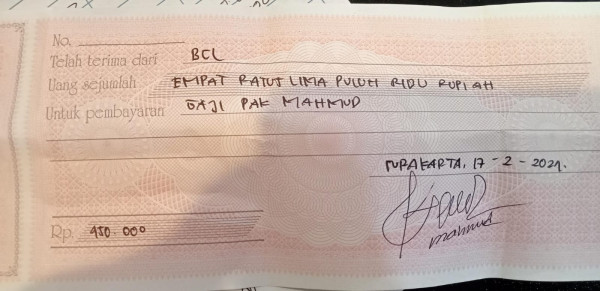 No.
Telah terima dari BCL
Uang sejumlah EMPAT RATUS LIMA PULUH RIBU RUPIAH
Untuk pembayaran GAJI PAK MAHMUD
PURAKARTA, 17 - 2 - 2021.
Rp. 450.000
mahmud